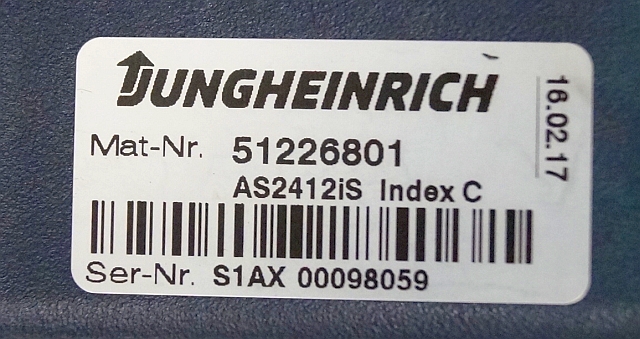 JUNGHEINRICH
Mat-Nr. 51226801
AS2412iS Index C
Ser-Nr. S1AX 00098059
16.02.17